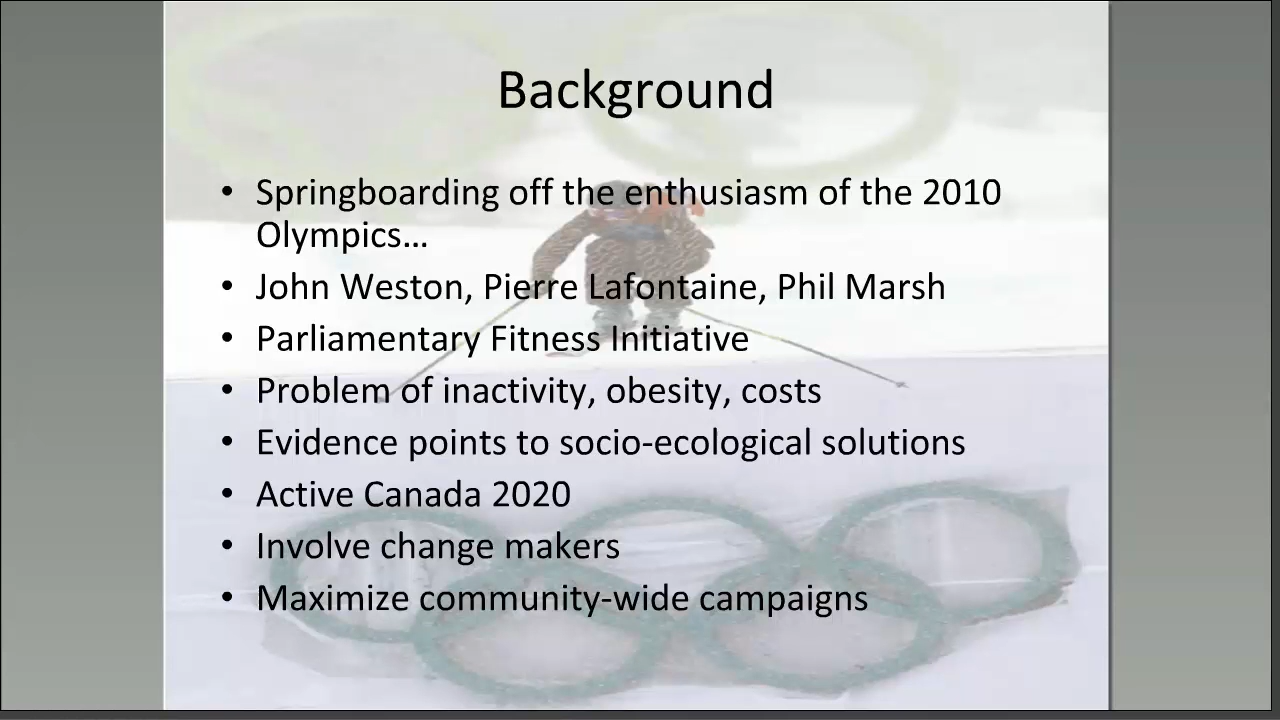 Background
• Springboarding off the enthusiasm of the 2010
Olympics…
• John Weston, Pierre Lafontaine, Phil Marsh
• Parliamentary Fitness Initiative
• Problem of inactivity, obesity, costs
• Evidence points to socio-ecological solutions
• Active Canada 2020
• Involve change makers
• Maximize community-wide campaigns